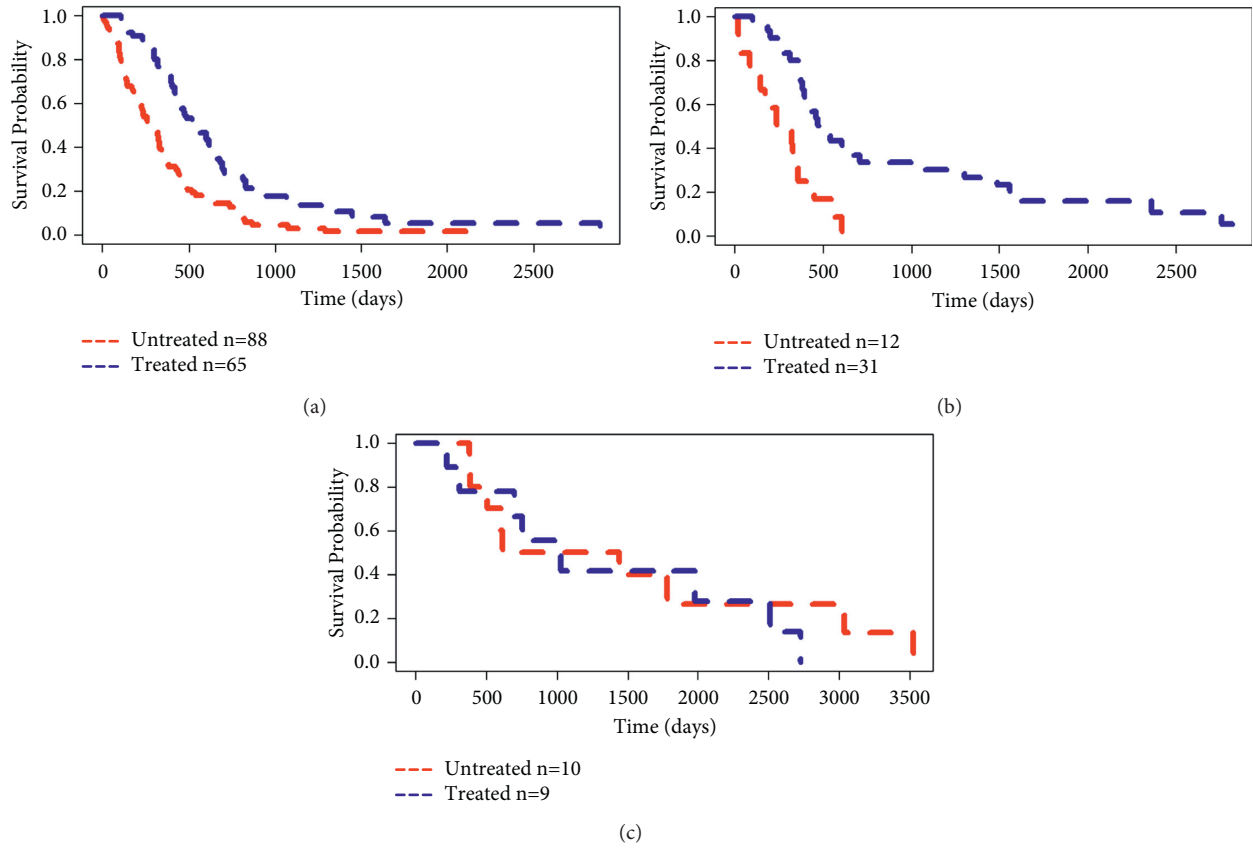 Survival Probability
1.0
0.8
0.6
0.4
0.2
0.0
0 500 1000 1500 2000 2500
Time (days)
Untreated n=88
Treated n=65
(a)
Survival Probability
1.0
0.8
0.6
0.4
0.2
0.0
0 500 1000 1500 2000 2500
Time (days)
Untreated n=12
Treated n=31
(b)
Survival Probability
1.0
0.8
0.6
0.4
0.2
0.0
0 500 1000 1500 2000 2500 3000 3500
Time (days)
Untreated n=10
Treated n=9
(c)